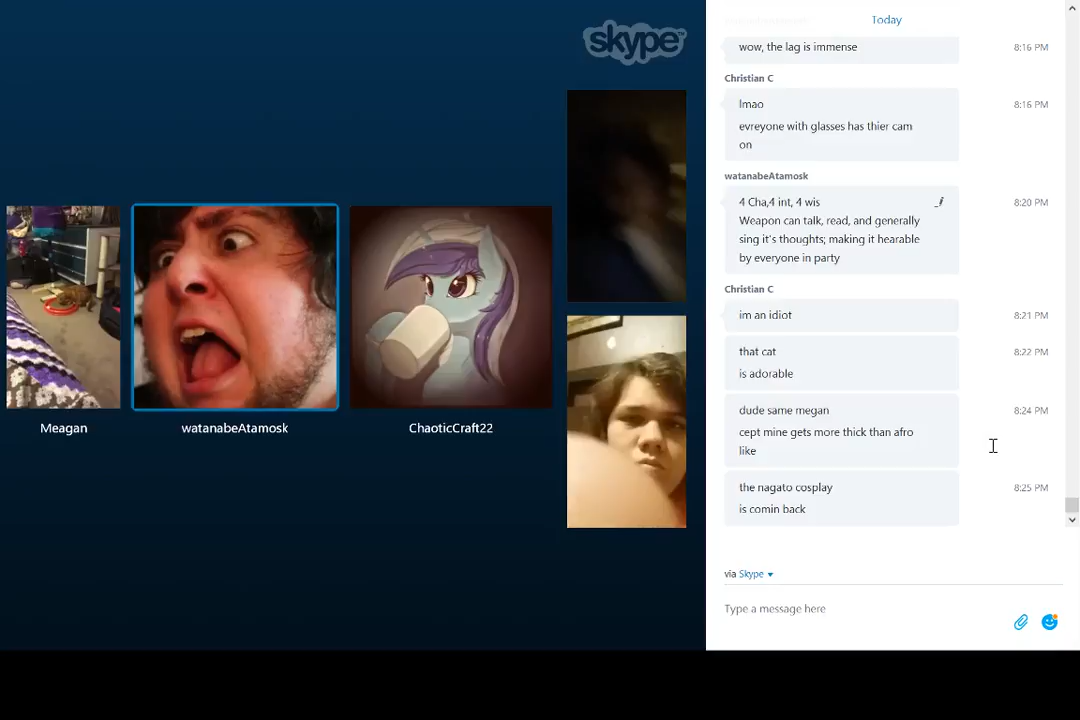 skype
Meagan
watanabeAtamosk
ChaoticCraft22
Today
wow, the lag is immense
8:16 PM
Christian C
lmao
8:16 PM
evreyone with glasses has thier cam
on
watanabeAtamosk
4 Cha,4 int, 4 wis
8:20 PM
Weapon can talk, read, and generally
sing it's thoughts; making it hearable
by everyone in party
Christian C
im an idiot
8:21 PM
that cat
8:22 PM
is adorable
dude same megan
8:24 PM
cept mine gets more thick than afro
like
the nagato cosplay
8:25 PM
is comin back
via Skype
Type a message here